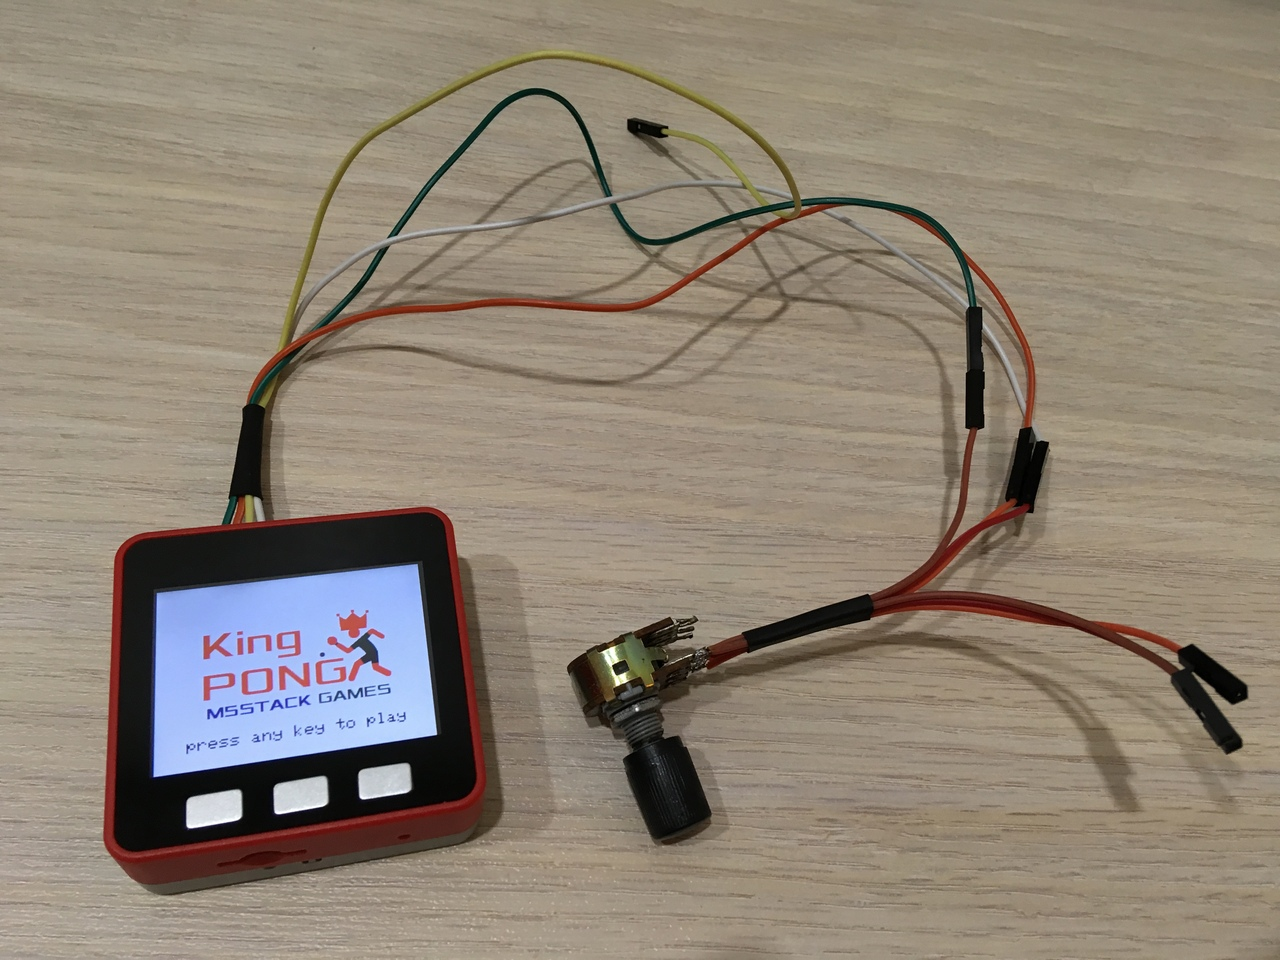 King
PONG
M5STACK GAMES
press any key to play